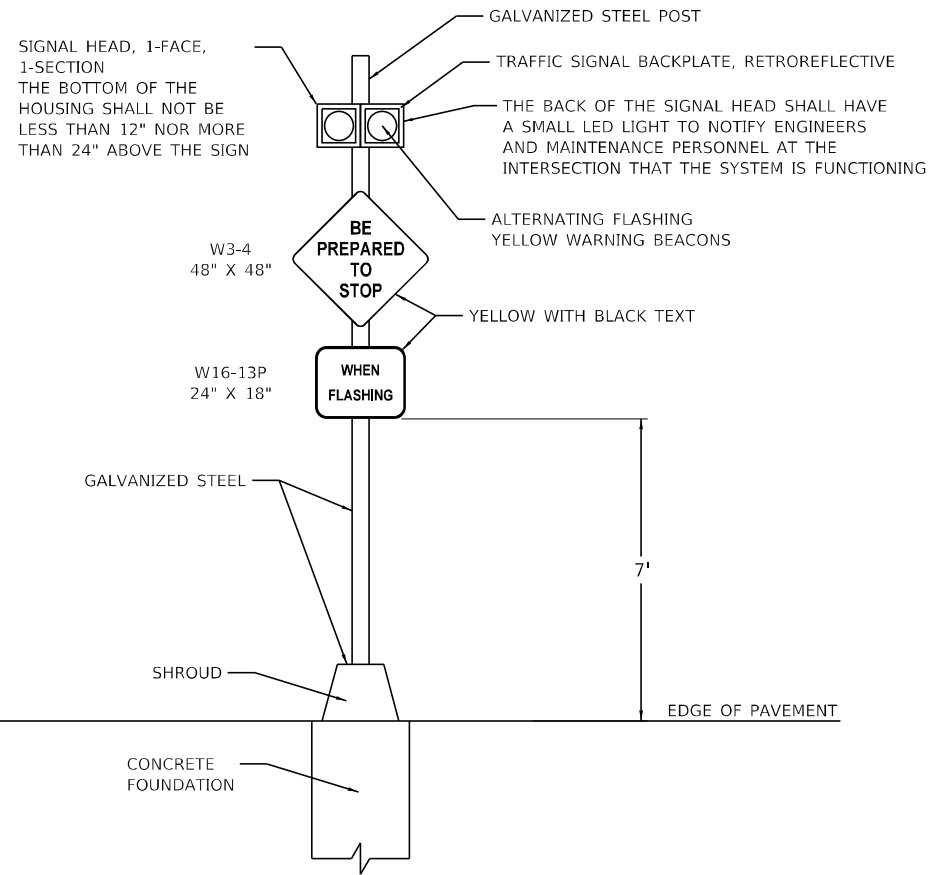 GALVANIZED STEEL POST
SIGNAL HEAD, 1-FACE,
1-SECTION
THE BOTTOM OF THE
HOUSING SHALL NOT BE
LESS THAN 12" NOR MORE
THAN 24" ABOVE THE SIGN
TRAFFIC SIGNAL BACKPLATE, RETROREFLECTIVE
THE BACK OF THE SIGNAL HEAD SHALL HAVE
A SMALL LED LIGHT TO NOTIFY ENGINEERS
AND MAINTENANCE PERSONNEL AT THE
INTERSECTION THAT THE SYSTEM IS FUNCTIONING
ALTERNATING FLASHING
YELLOW WARNING BEACONS
W3-4
48" X 48"
BE
PREPARED
TO
STOP
YELLOW WITH BLACK TEXT
W16-13P
24" X 18"
WHEN
FLASHING
GALVANIZED STEEL
7'
SHROUD
EDGE OF PAVEMENT
CONCRETE
FOUNDATION